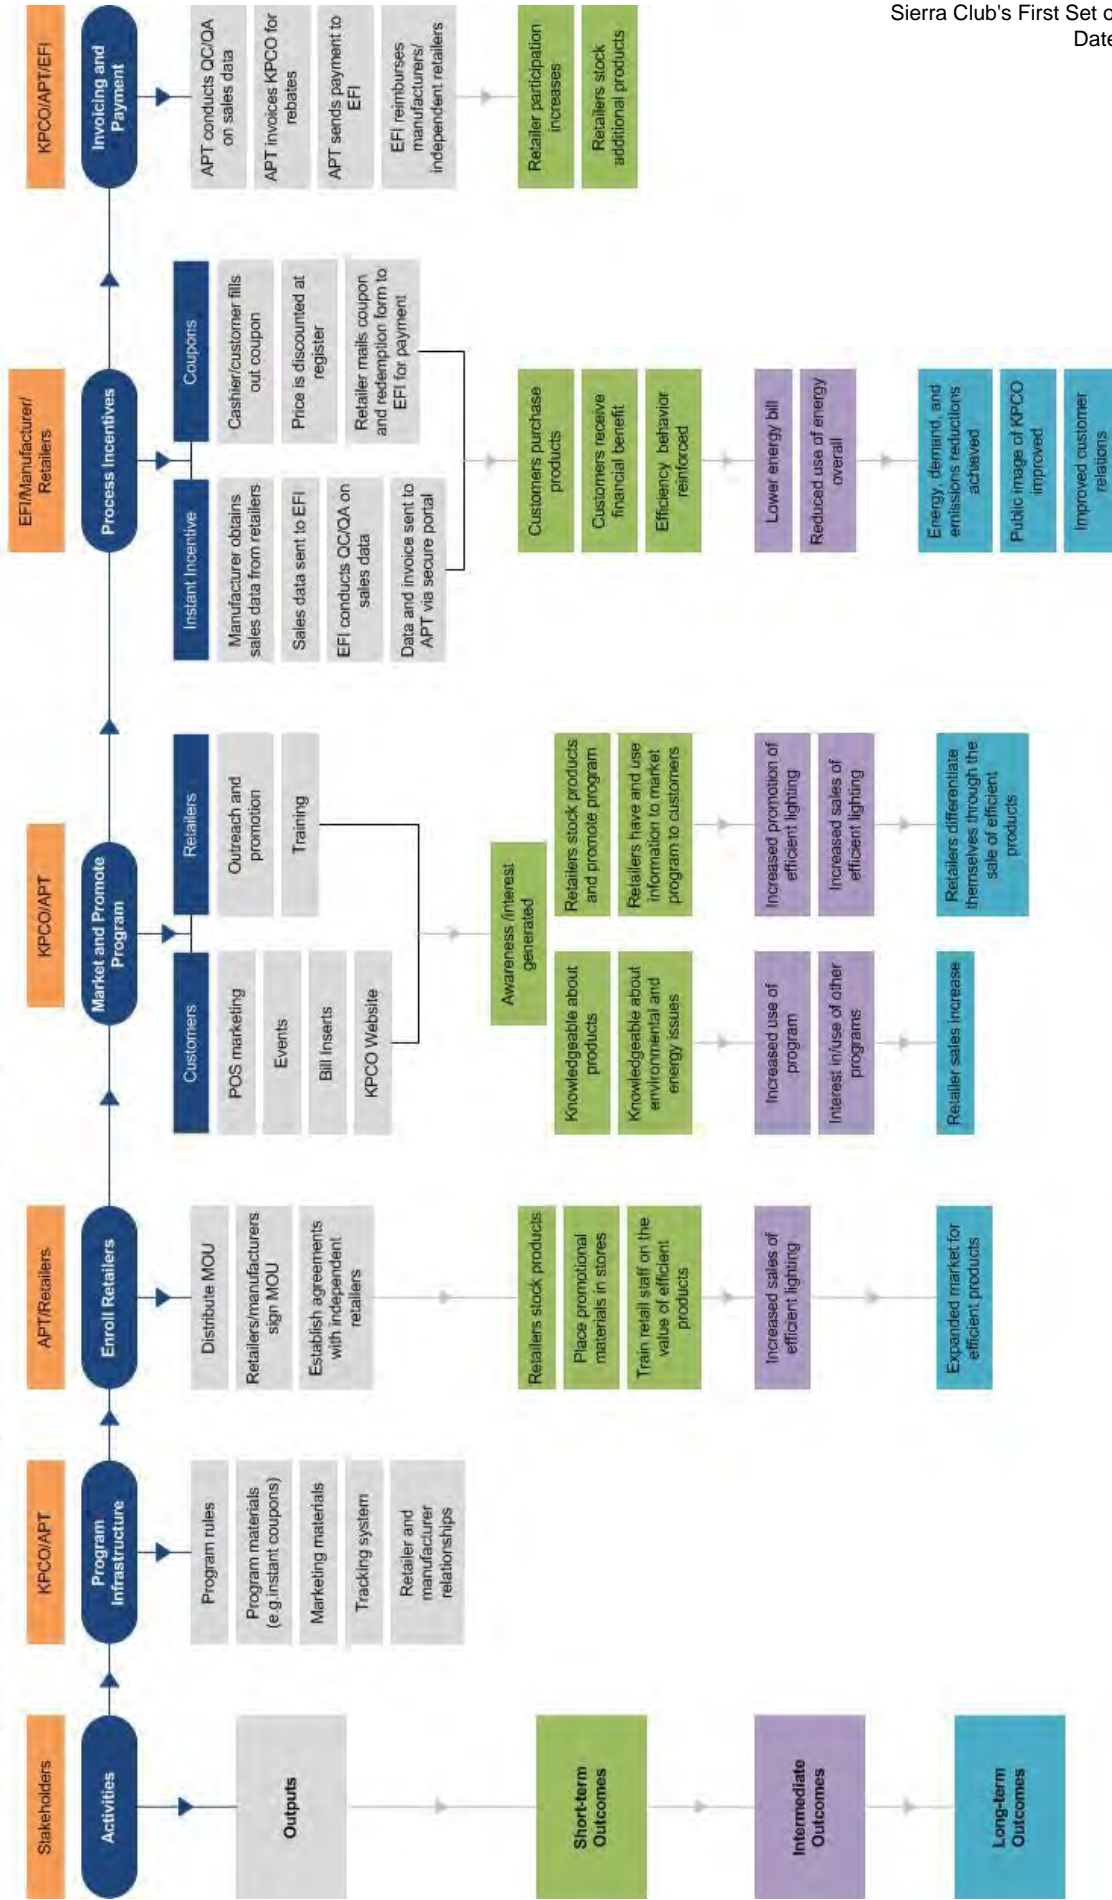 Sierra Club's First Set o
Date
Stakeholders
Activities
Outputs
Short-term
Outcomes
Intermediate
Outcomes
Long-term
Outcomes
KPCO/APT
Program
Infrastructure
Program rules
Program materials
(e.g.instant coupons)
Marketing materials
Tracking system
Retailer and
manufacturer
relationships
APT/Retailers
Enroll Retailers
Distribute MOU
Retailers/manufacturers
sign MOU
Establish agreements
with independent
retailers
Retailers stock products
Place promotional
materials in stores
Train retail staff on the
value of efficient
products
Increased sales of
efficient lighting
Expanded market for
efficient products
KPCO/APT
Market and Promote
Program
Customers
POS marketing
Events
Bill Inserts
KPCO Website
Retailers
Outreach and
promotion
Training
Awareness /interest
generated
Knowledgeable about
products
Knowledgeable about
environmental and
energy issues
Retailers stock products
and promote program
Retailers have and use
information to market
program to customers
Increased use of
program
Interest in/use of other
programs
Increased promotion of
efficient lighting
Increased sales of
efficient lighting
Retailer sales increase
Retailers differentiate
themselves through the
sale of efficient
products
EFI/Manufacturer/
Retailers
Process Incentives
Instant Incentive
Manufacturer obtains
sales data from retailers
Sales data sent to EFI
EFI conducts QC/QA on
sales data
Data and invoice sent to
APT via secure portal
Coupons
Cashier/customer fills
out coupon
Price is discounted at
register
Retailer mails coupon
and redemption form to
EFI for payment
Customers purchase
products
Customers receive
financial benefit
Efficiency behavior
reinforced
Lower energy bill
Reduced use of energy
overall
Energy, demand, and
emissions reductions
achieved
Public image of KPCO
improved
Improved customer
relations
KPCO/APT/EFI
Invoicing and
Payment
APT conducts QC/QA
on sales data
APT invoices KPCO for
rebates
APT sends payment to
EFI
EFI reimburses
manufacturers/
independent retailers
Retailer participation
increases
Retailers stock
additional products